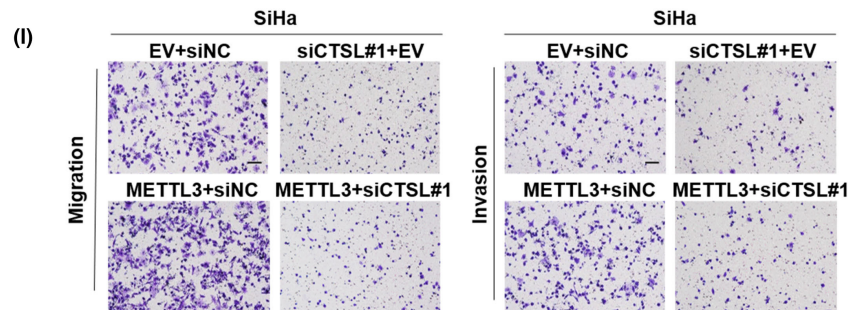 (I)
SiHa
EV+siNC siCTSL#1+EV
Migration
METTL3+siNC METTL3+siCTSL#1
SiHa
EV+siNC siCTSL#1+EV
Invasion
METTL3+siNC METTL3+siCTSL#1